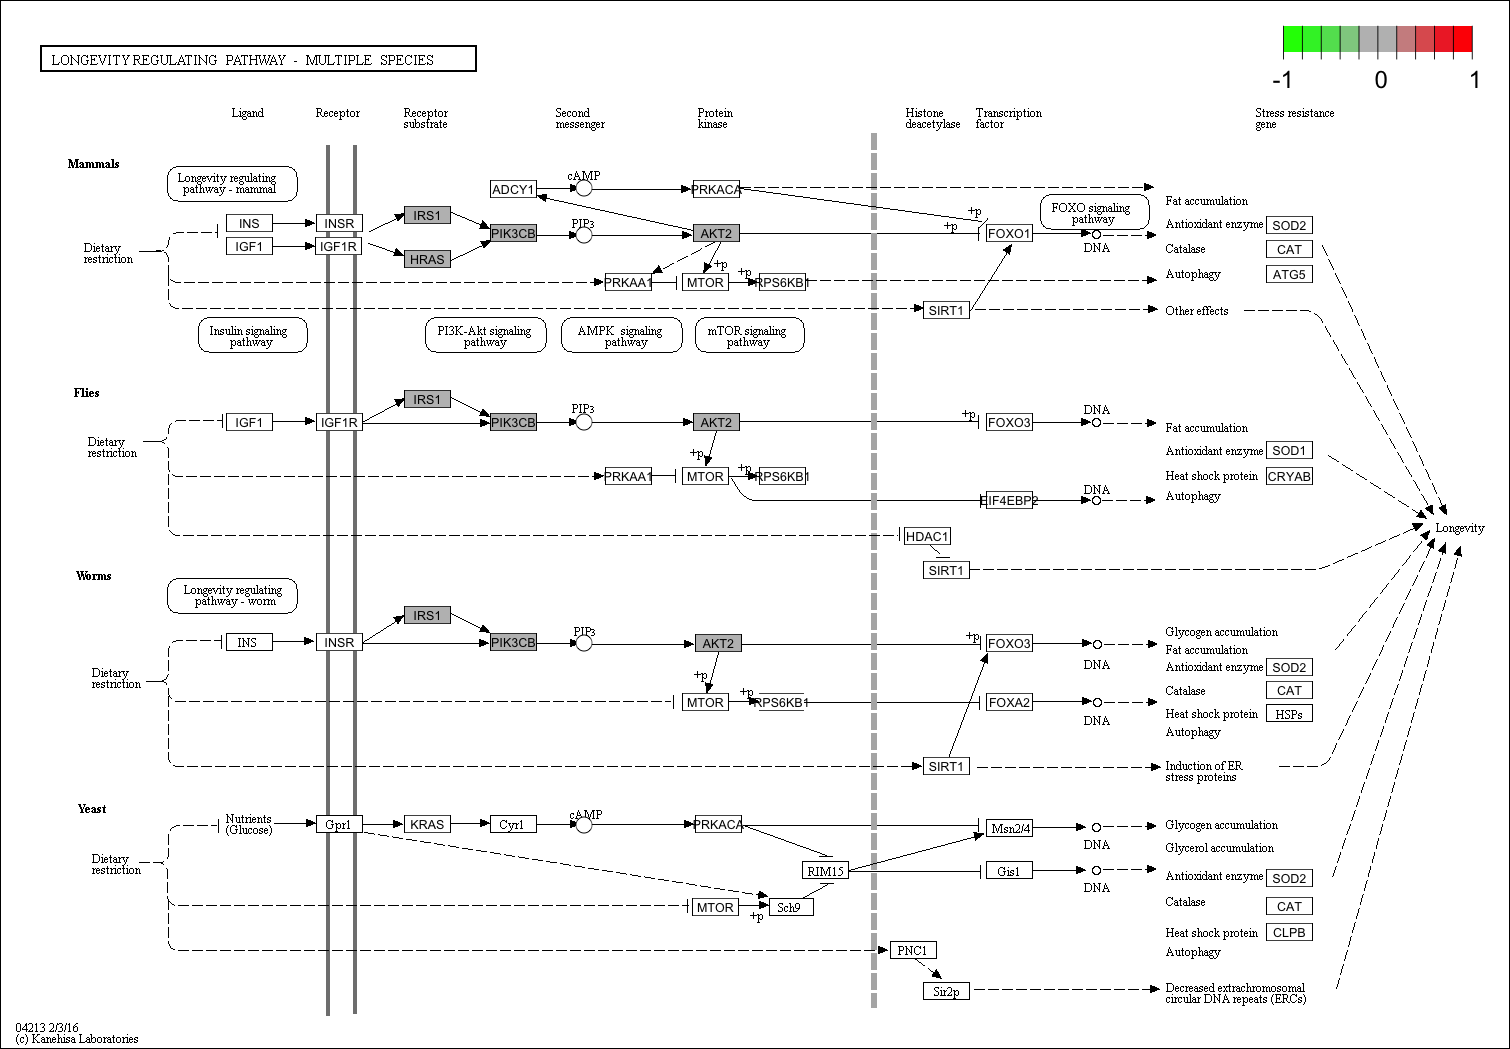 LONGEVITY REGULATING PATHWAY - MULTIPLE SPECIES
-1 0 1
Ligand
Receptor
Receptor
substrate
Second
messenger
Protein
kinase
Histone
deacetylase
Transcription
factor
Stress resistance
gene
Mammals
Longevity regulating
pathway - mammal
ADCY1
cAMP
PRKACA
IRS1
INS
INSR
IGF1
IGF1R
HRAS
PIK3CB
PIP3
AKT2
+p
+p
FOXO1
FOXO signaling
pathway
DNA
Fat accumulation
Antioxidant enzyme
SOD2
Catalase
CAT
Autophagy
ATG5
Other effects
Dietary
restriction
PRKAA1
+p
MTOR
+p
RPS6KB1
SIRT1
Insulin signaling
pathway
PI3K-Akt signaling
pathway
AMPK signaling
pathway
mTOR signaling
pathway
Flies
IRS1
IGF1
IGF1R
PIK3CB
PIP3
AKT2
+p
FOXO3
DNA
Fat accumulation
Dietary
restriction
Antioxidant enzyme
SOD1
+p
PRKAA1
MTOR
+p
RPS6KB1
Heat shock protein
CRYAB
EIF4EBP2
DNA
Autophagy
HDAC1
SIRT1
Longevity
Worms
Longevity regulating
pathway - worm
IRS1
INS
INSR
PIK3CB
PIP3
AKT2
+p
FOXO3
DNA
Glycogen accumulation
Fat accumulation
Antioxidant enzyme
SOD2
Dietary
restriction
+p
MTOR
+p
RPS6KB1
FOXA2
DNA
Catalase
CAT
Heat shock protein
HSPs
Autophagy
SIRT1
Induction of ER
stress proteins
Yeast
Nutrients
(Glucose)
Gpr1
KRAS
Cyr1
cAMP
PRKACA
Msn2/4
DNA
Glycogen accumulation
Glycerol accumulation
Dietary
restriction
RIM15
Gis1
DNA
Antioxidant enzyme
SOD2
MTOR
+p
Sch9
Catalase
CAT
Heat shock protein
CLPB
Autophagy
PNC1
Sir2p
Decreased extrachromosomal
circular DNA repeats (ERCs)
04213 2/3/16
(c) Kanehisa Laboratories